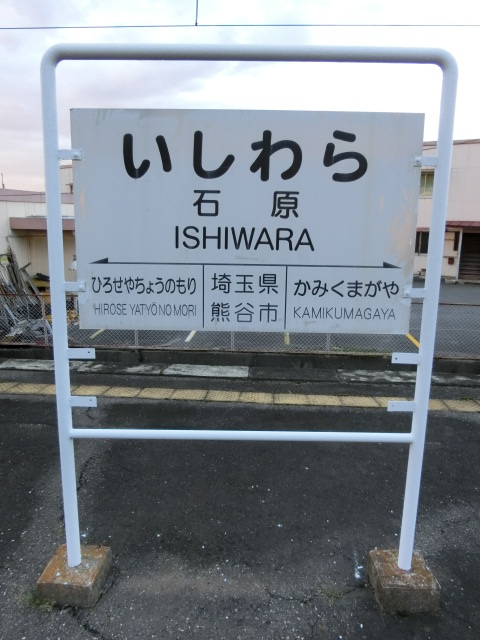 いしわら
石原
ISHIWARA
ひろせやちょうのもり
HIROSE YATYŌ NO MORI
埼玉県
熊谷市
かみくまがや
KAMIKUMAGAYA